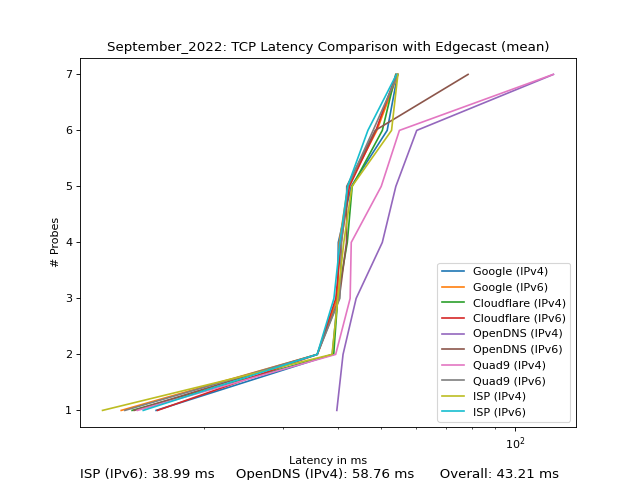 September_2022: TCP Latency Comparison with Edgecast (mean)
7
6
5
4
3
2
1
# Probes
Google (IPv4)
Google (IPv6)
Cloudflare (IPv4)
Cloudflare (IPv6)
OpenDNS (IPv4)
OpenDNS (IPv6)
Quad9 (IPv4)
Quad9 (IPv6)
ISP (IPv4)
ISP (IPv6)
10²
Latency in ms
ISP (IPv6): 38.99 ms OpenDNS (IPv4): 58.76 ms Overall: 43.21 ms